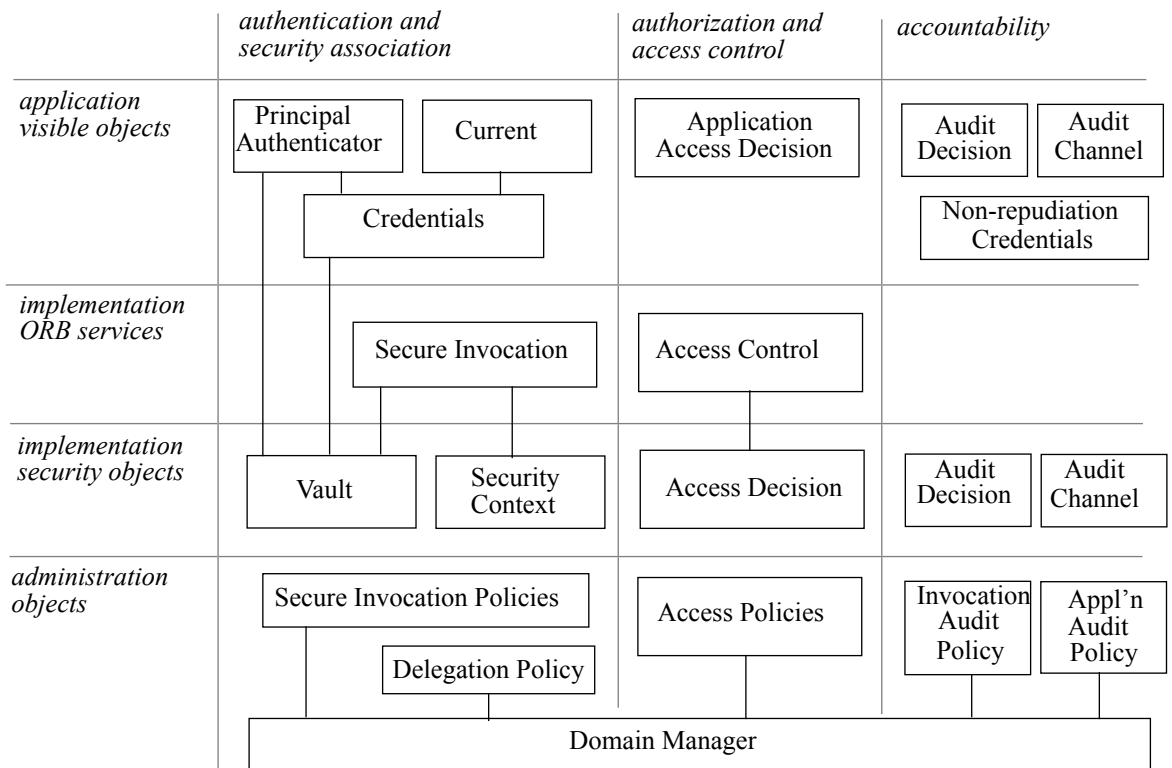 authentication and
security association
authorization and
access control
accountability
application
visible objects
Principal
Authenticator
Current
Credentials
Application
Access Decision
Audit
Decision
Audit
Channel
Non-repudiation
Credentials
implementation
ORB services
Secure Invocation
Access Control
implementation
security objects
Vault
Security
Context
Access Decision
Audit
Decision
Audit
Channel
administration
objects
Secure Invocation Policies
Delegation Policy
Access Policies
Invocation
Audit
Policy
Appl'n
Audit
Policy
Domain Manager